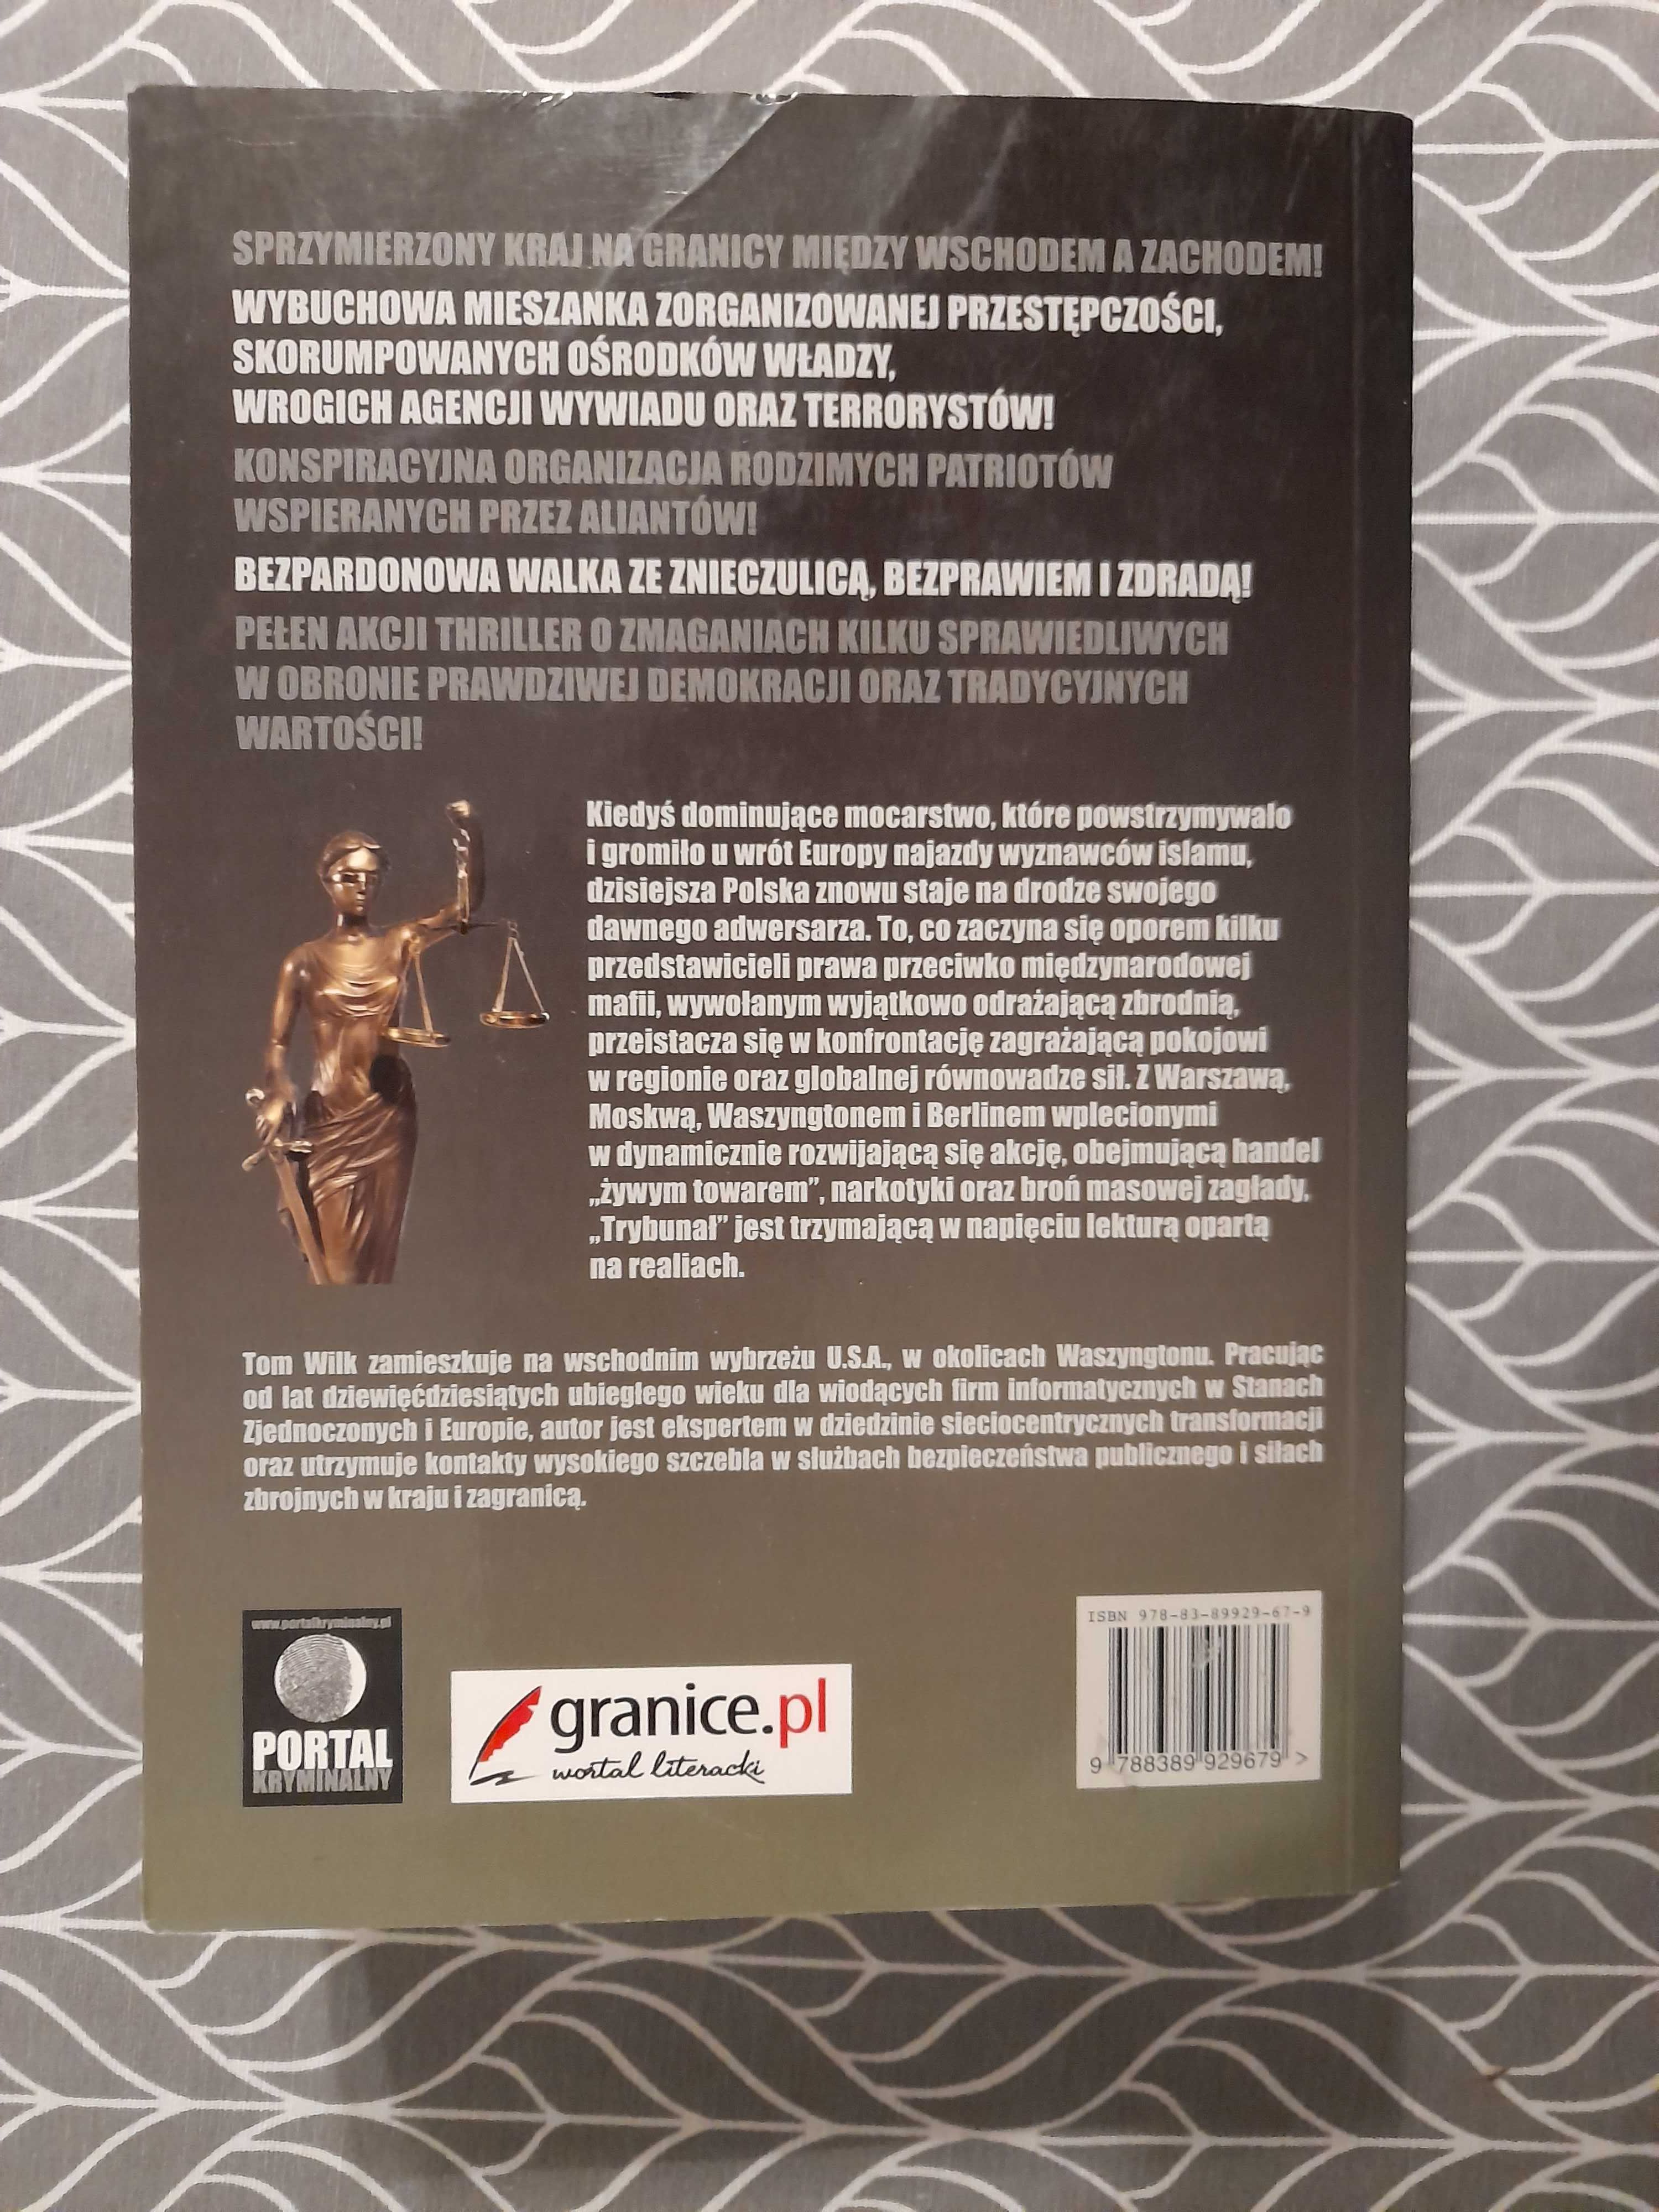 SPRZYMIERZONY KRAJ NA GRANICY MIĘDZY WSCHODEM A ZACHODEM!
WYBUCHOWA MIESZANKA ZORGANIZOWANEJ PRZESTĘPCZOŚCI,
SKORUMPOWANYCH OŚRODKÓW WŁADZY,
WROGICH AGENCJI WYWIADU ORAZ TERRORYSTÓW!
KONSPIRACYJNA ORGANIZACJA RODZIMYCH PATRIOTÓW
WSPIERANYCH PRZEZ ALIANTÓW!
BEZPARDONOWA WALKA ZE ZNIECZULICĄ, BEZPRAWIEM I ZDRADĄ!
PEŁEN AKCJI THRILLER O ZMAGANIACH KILKU SPRAWIEDLIWYCH
W OBRONIE PRAWDZIWEJ DEMOKRACJI ORAZ TRADYCYJNYCH
WARTOŚCI!
Kiedyś dominujące mocarstwo, które powstrzymywało
i gromiło u wrót Europy najazdy wyznawców islamu,
dzisiejsza Polska znowu staje na drodze swojego
dawnego adwersarza. To, co zaczyna się oporem kilku
przedstawicieli prawa przeciwko międzynarodowej
mafii, wywołanym wyjątkowo odrażającą zbrodnią,
przeistacza się w konfrontację zagrażającą pokojowi
w regionie oraz globalnej równowadze sił. Z Warszawą,
Moskwą, Waszyngtonem i Berlinem wplecionymi
w dynamicznie rozwijającą się akcję, obejmującą handel
„żywym towarem”, narkotyki oraz broń masowej zagłady,
„Trybunał” jest trzymającą w napięciu lekturą opartą
na realiach.
Tom Wilk zamieszkuje na wschodnim wybrzeżu U.S.A., w okolicach Waszyngtonu. Pracując
od lat dziewięćdziesiątych ubiegłego wieku dla wiodących firm informatycznych w Stanach
Zjednoczonych i Europie, autor jest ekspertem w dziedzinie sieciocentrycznych transformacji
oraz utrzymuje kontakty wysokiego szczebla w służbach bezpieczeństwa publicznego i siłach
zbrojnych w kraju i zagranicą.
www.portalkryminalny.pl
PORTAL
KRYMINALNY
granice.pl
wortal literacki
ISBN 978-83-89929-67-9
9 788389 929679 >